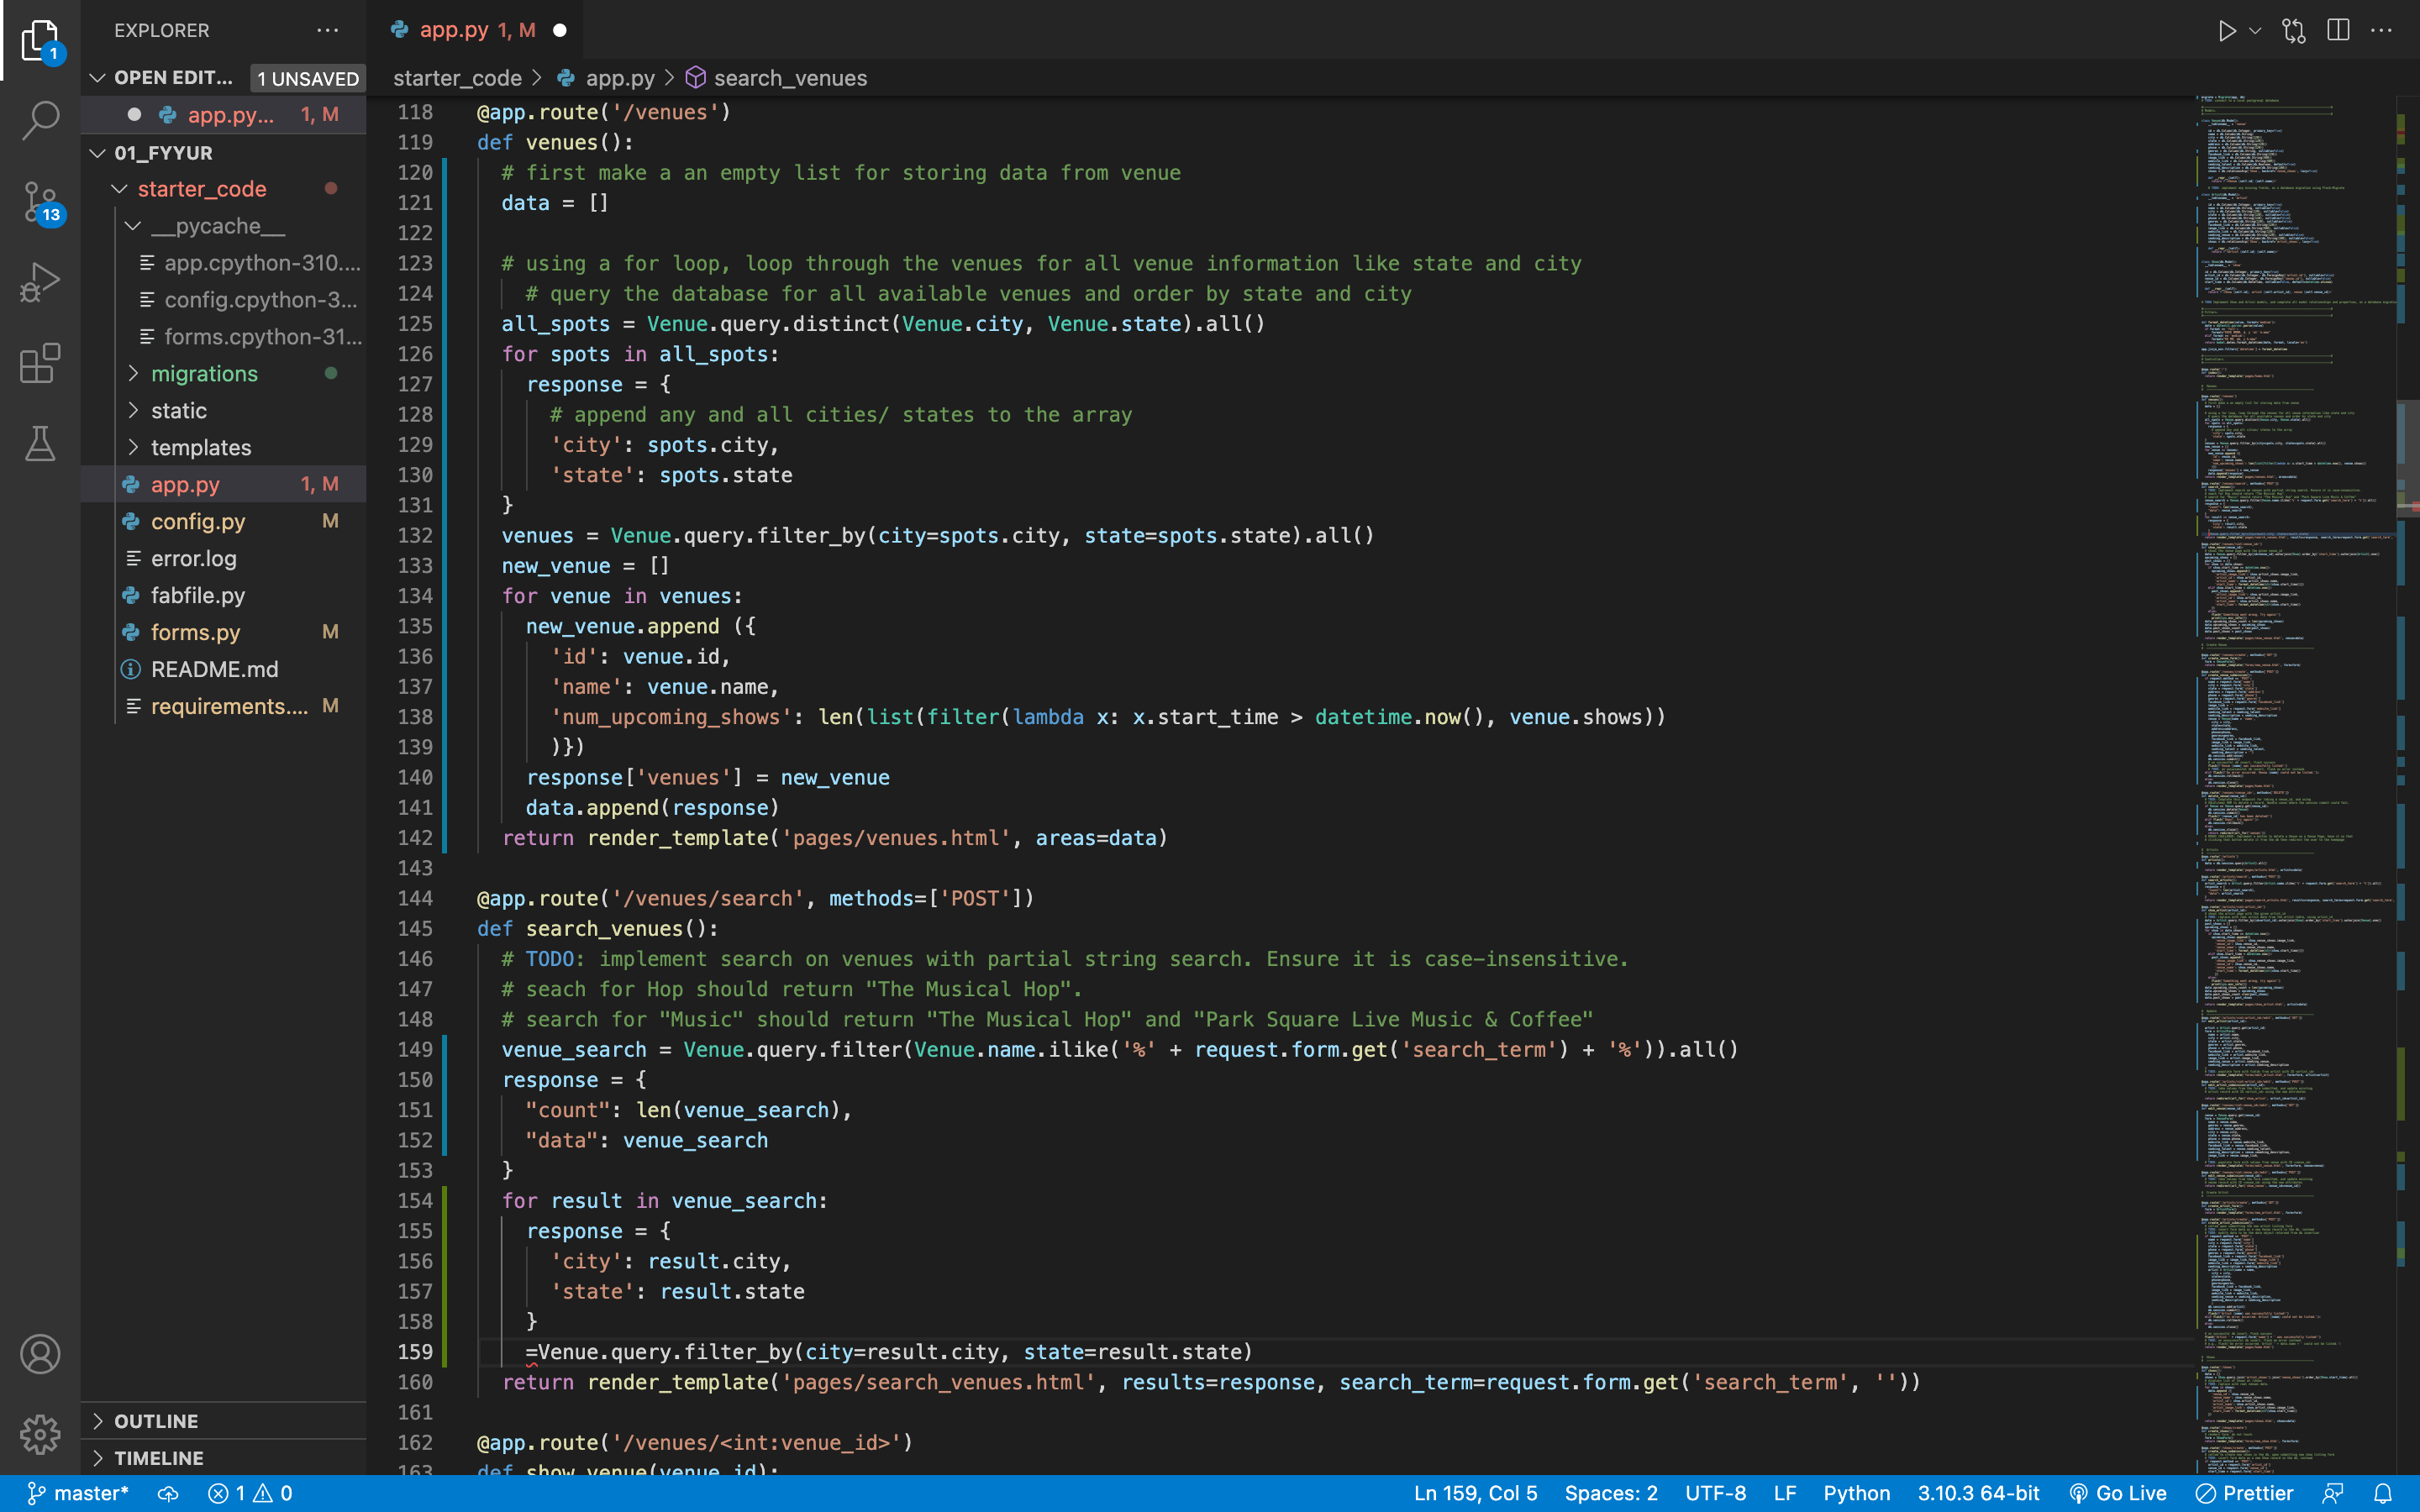 EXPLORER
OPEN EDIT... 1 UNSAVED
app.py... 1, M
01_FYYUR
starter_code
__pycache__
app.cpython-310....
config.cpython-3...
forms.cpython-31...
migrations
static
templates
app.py 1, M
config.py M
error.log
fabfile.py
forms.py M
README.md
requirements.... M
OUTLINE
TIMELINE
1
13
app.py 1, M
starter_code > app.py > search_venues
118 @app.route('/venues')
119 def venues():
120 # first make a an empty list for storing data from venue
121 data = []
122
123 # using a for loop, loop through the venues for all venue information like state and city
124 # query the database for all available venues and order by state and city
125 all_spots = Venue.query.distinct(Venue.city, Venue.state).all()
126 for spots in all_spots:
127 response = {
128 # append any and all cities/ states to the array
129 'city': spots.city,
130 'state': spots.state
131 }
132 venues = Venue.query.filter_by(city=spots.city, state=spots.state).all()
133 new_venue = []
134 for venue in venues:
135 new_venue.append ({
136 'id': venue.id,
137 'name': venue.name,
138 'num_upcoming_shows': len(list(filter(lambda x: x.start_time > datetime.now(), venue.shows))
139 )})
140 response['venues'] = new_venue
141 data.append(response)
142 return render_template('pages/venues.html', areas=data)
143
144 @app.route('/venues/search', methods=['POST'])
145 def search_venues():
146 # TODO: implement search on venues with partial string search. Ensure it is case-insensitive.
147 # seach for Hop should return "The Musical Hop".
148 # search for "Music" should return "The Musical Hop" and "Park Square Live Music & Coffee"
149 venue_search = Venue.query.filter(Venue.name.ilike('%' + request.form.get('search_term') + '%')).all()
150 response = {
151 "count": len(venue_search),
152 "data": venue_search
153 }
154 for result in venue_search:
155 response = {
156 'city': result.city,
157 'state': result.state
158 }
159 =Venue.query.filter_by(city=result.city, state=result.state)
160 return render_template('pages/search_venues.html', results=response, search_term=request.form.get('search_term', ''))
161
162 @app.route('/venues/<int:venue_id>')
163 def show_venue(venue_id):
master* 1 0 Ln 159, Col 5 Spaces: 2 UTF-8 LF Python 3.10.3 64-bit Go Live Prettier